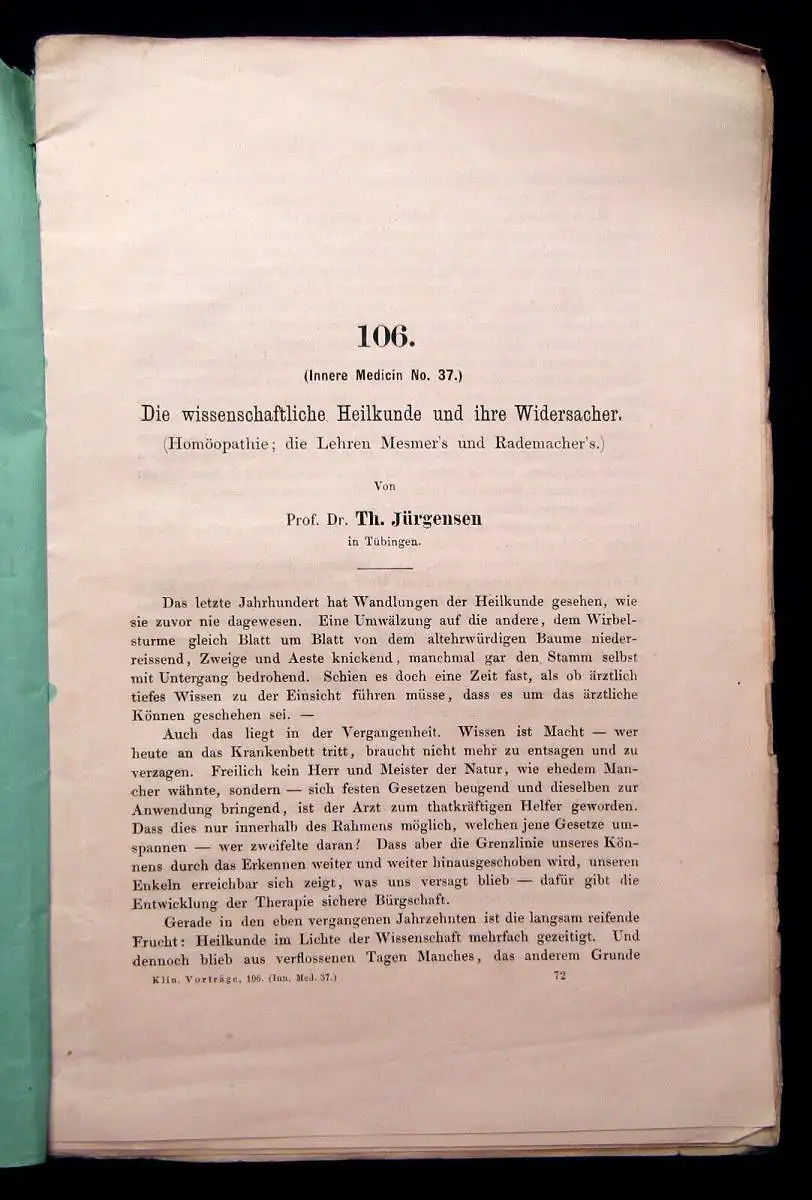 106.
(Innere Medicin No. 37.)
Die wissenschaftliche Heilkunde und ihre Widersacher.
(Homöopathie; die Lehren Mesmer's und Rademacher's.)
Von
Prof. Dr. Th. Jürgensen
in Tübingen.
Das letzte Jahrhundert hat Wandlungen der Heilkunde gesehen, wie
sie zuvor nie dagewesen. Eine Umwälzung auf die andere, dem Wirbel-
sturme gleich Blatt um Blatt von dem altehrwürdigen Baume nieder-
reissend, Zweige und Aeste knickend, manchmal gar den Stamm selbst
mit Untergang bedrohend. Schien es doch eine Zeit fast, als ob ärztlich
tiefes Wissen zu der Einsicht führen müsse, dass es um das ärztliche
Können geschehen sei. —
Auch das liegt in der Vergangenheit. Wissen ist Macht — wer
heute an das Krankenbett tritt, braucht nicht mehr zu entsagen und zu
verzagen. Freilich kein Herr und Meister der Natur, wie ehedem Man-
cher wähnte, sondern — sich festen Gesetzen beugend und dieselben zur
Anwendung bringend, ist der Arzt zum thatkräftigen Helfer geworden.
Dass dies nur innerhalb des Rahmens möglich, welchen jene Gesetze um-
spannen — wer zweifelte daran? Dass aber die Grenzlinie unseres Kön-
nens durch das Erkennen weiter und weiter hinausgeschoben wird, unseren
Enkeln erreichbar sich zeigt, was uns versagt blieb — dafür gibt die
Entwicklung der Therapie sichere Bürgschaft.
Gerade in den eben vergangenen Jahrzehnten ist die langsam reifende
Frucht: Heilkunde im Lichte der Wissenschaft mehrfach gezeitigt. Und
dennoch blieb aus verflossenen Tagen Manches, das anderem Grunde
Klin. Vorträge, 106. (Inn. Med. 37.) 72